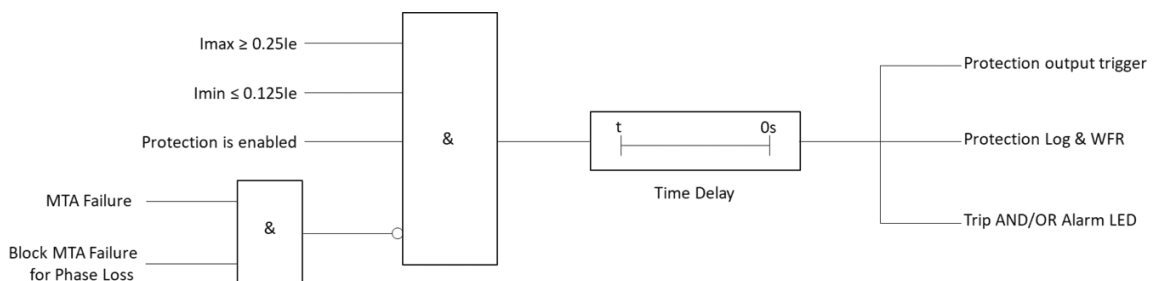 Imax ≥ 0.25Ie
Imin ≤ 0.125Ie
Protection is enabled
MTA Failure
Block MTA Failure
for Phase Loss
&
&
t
0s
Time Delay
Protection output trigger
Protection Log & WFR
Trip AND/OR Alarm LED